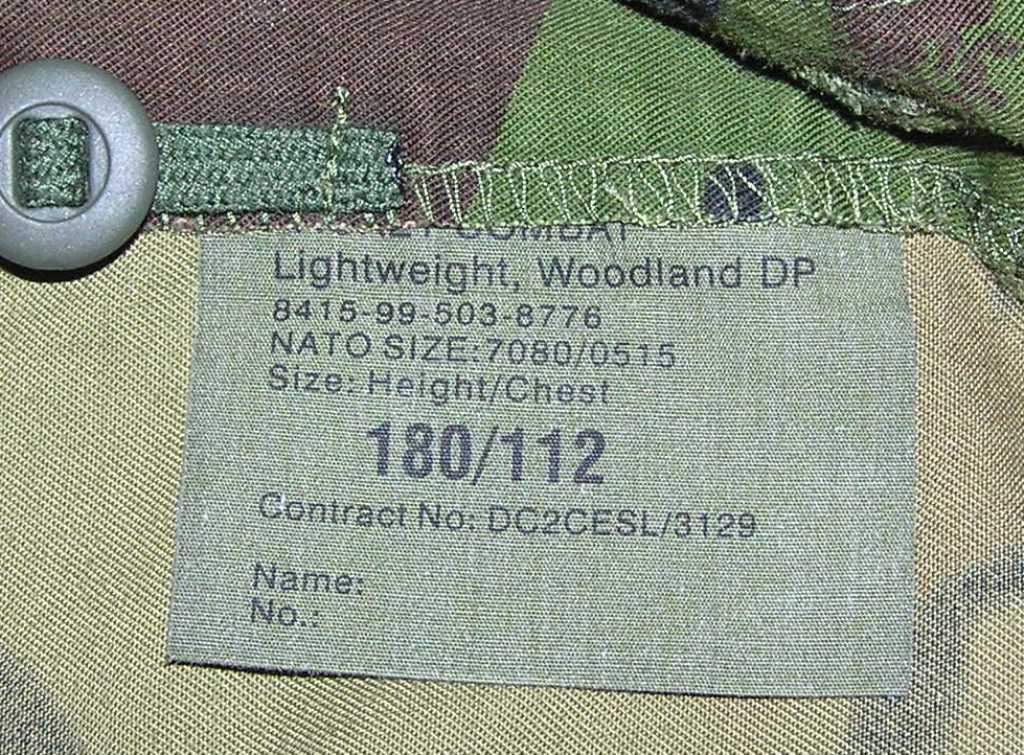 COMBAT
Lightweight, Woodland DP
8415-99-503-8776
NATO SIZE:7080/0515
Size: Height/Chest
180/112
Contract No: DC2CESL/3129
Name:
No.: